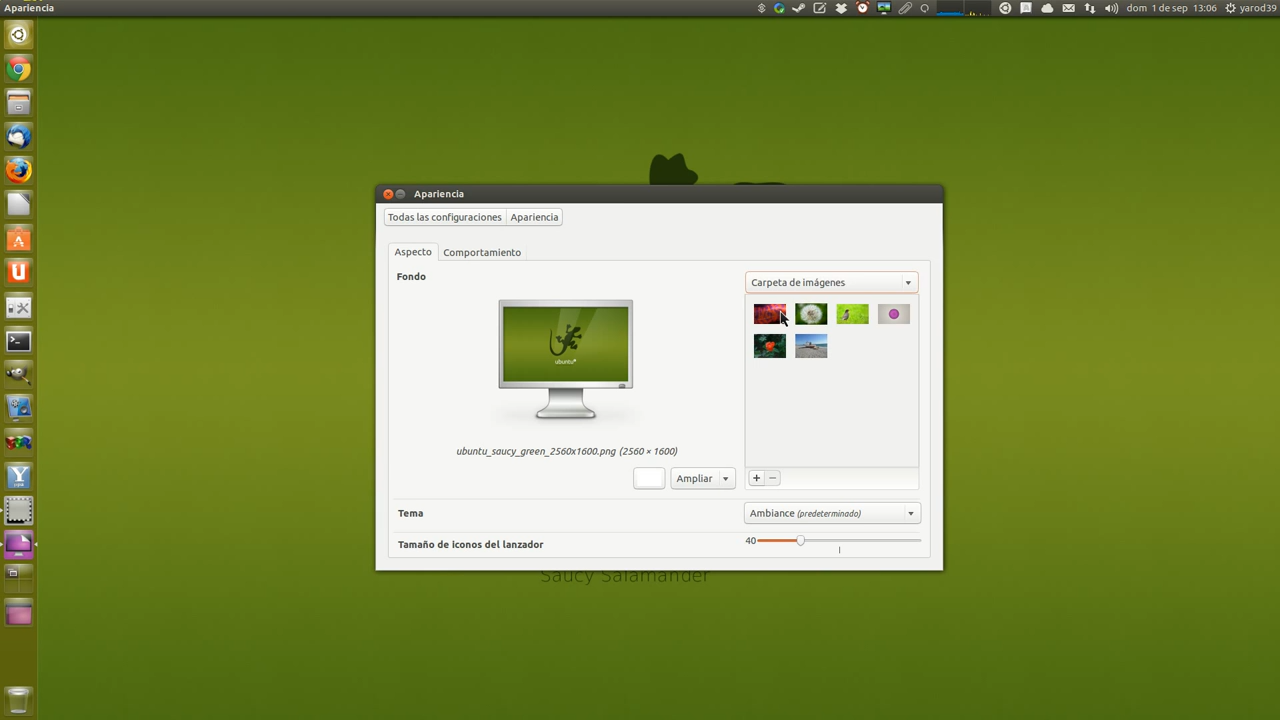 Apariencia
dom 1 de sep 13:06 yarod39
Apariencia
Todas las configuraciones Apariencia
Aspecto Comportamiento
Fondo
Carpeta de imágenes
ubuntu
ubuntu_saucy_green_2560x1600.png (2560 × 1600)
Ampliar
Tema
Ambiance (predeterminado)
Tamaño de iconos del lanzador
40
Saucy Salamander